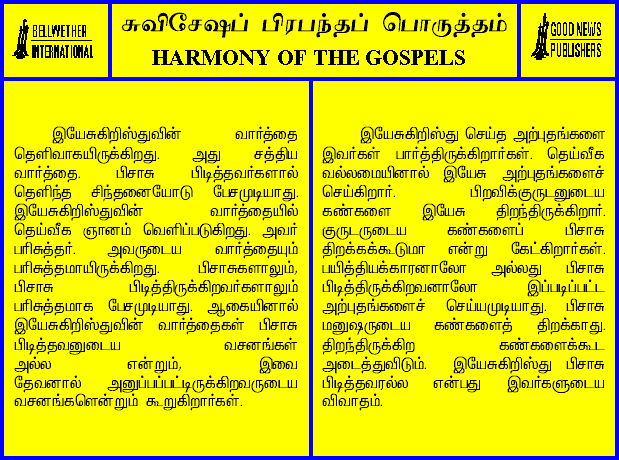 BELLWETHER
INTERNATIONAL
சுவிசேஷப் பிரபந்தப் பொருத்தம்
HARMONY OF THE GOSPELS
GOOD NEWS
PUBLISHERS
இயேசுகிறிஸ்துவின் வார்த்தை
தெளிவாகயிருக்கிறது. அது சத்திய
வார்த்தை. பிசாசு பிடித்தவர்களால்
தெளிந்த சிந்தனையோடு பேசமுடியாது.
இயேசுகிறிஸ்துவின் வார்த்தையில்
தெய்வீக ஞானம் வெளிப்படுகிறது. அவர்
பரிசுத்தர். அவருடைய வார்த்தையும்
பரிசுத்தமாயிருக்கிறது. பிசாசுகளாலும்,
பிசாசு பிடித்திருக்கிறவர்களாலும்
பரிசுத்தமாக பேசமுடியாது. ஆகையினால்
இயேசுகிறிஸ்துவின் வார்த்தைகள் பிசாசு
பிடித்தவனுடைய வசனங்கள்
அல்ல என்றும், இவை
தேவனால் அனுப்பப்பட்டிருக்கிறவருடைய
வசனங்களென்றும் கூறுகிறார்கள்.
இயேசுகிறிஸ்து செய்த அற்புதங்களை
இவர்கள் பார்த்திருக்கிறார்கள். தெய்வீக
வல்லமையினால் இயேசு அற்புதங்களைச்
செய்கிறார். பிறவிக்குருடனுடைய
கண்களை இயேசு திறந்திருக்கிறார்.
குருடருடைய கண்களைப் பிசாசு
திறக்கக்கூடுமா என்று கேட்கிறார்கள்.
பயித்தியக்காரனாலோ அல்லது பிசாசு
பிடித்திருக்கிறவனாலோ இப்படிப்பட்ட
அற்புதங்களைச் செய்யமுடியாது. பிசாசு
மனுஷருடைய கண்களைத் திறக்காது.
திறந்திருக்கிற கண்களைக்கூட
அடைத்துவிடும். இயேசுகிறிஸ்து பிசாசு
பிடித்தவரல்ல என்பது இவர்களுடைய
விவாதம்.